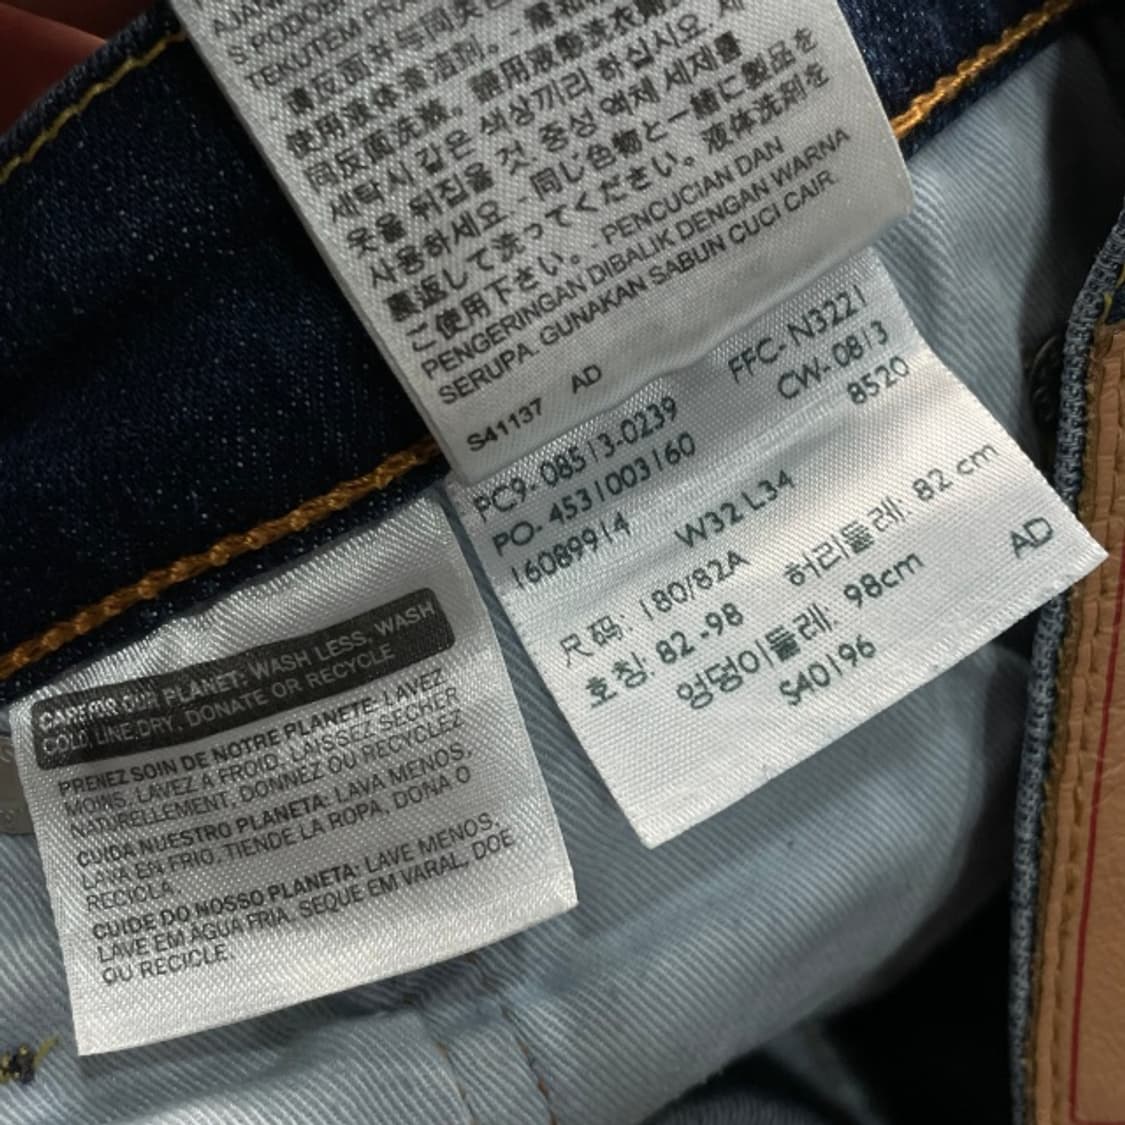 S.PODOB
TEKUTEM PRA
使用液体清洁剂。
同反面洗滌。請用液態洗衣
세탁시 같은 색상끼리 하십시오.
옷을 뒤집을 것. 중성 액체 세제를
사용하세요 - 同じ色物と一緒に製品を
裏返して洗ってください。液体洗剤を
ご使用下さい。- PENCUCIAN DAN
PENGERINGAN DIBALIK DENGAN WARNA
SERUPA. GUNAKAN SABUN CUCI CAIR.
S41137 AD
PC9- 08513-0239 FFC- N3221
PO- 4531003160 CW- 0813
16089914 8520
W32 L34
尺码: 180/82A 허리둘레: 82 cm
호칭: 82 -98 AD
엉덩이둘레: 98cm
S40196
CARE FOR OUR PLANET: WASH LESS, WASH
COLD, LINE DRY, DONATE OR RECYCLE
PRENEZ SOIN DE NOTRE PLANETE: LAVEZ
MOINS, LAVEZ A FROID, LAISSEZ SECHER
NATURELLEMENT, DONNEZ OU RECYCLEZ
CUIDA NUESTRO PLANETA: LAVA MENOS,
LAVA EN FRIO, TIENDE LA ROPA, DONA O
RECICLA.
CUIDE DO NOSSO PLANETA: LAVE MENOS,
LAVE EM ÁGUA FRIA, SEQUE EM VARAL, DOE
OU RECICLE.